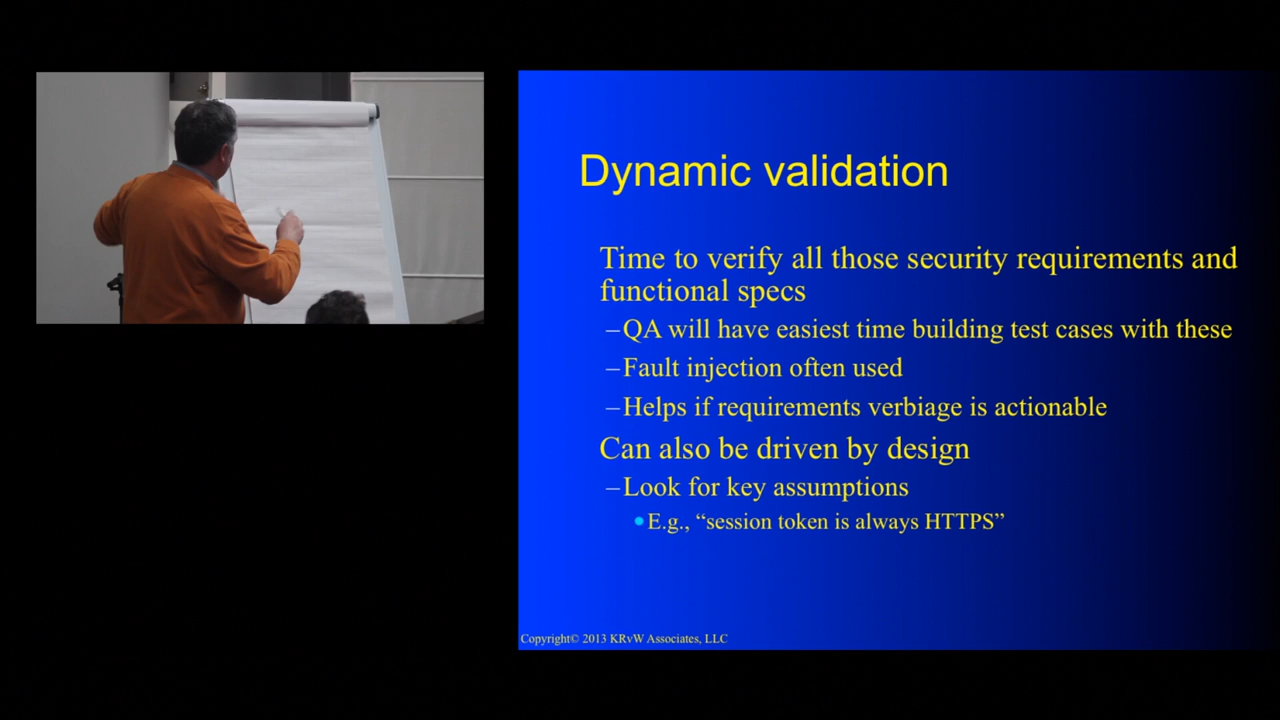 Dynamic validation
Time to verify all those security requirements and
functional specs
–QA will have easiest time building test cases with these
–Fault injection often used
–Helps if requirements verbiage is actionable
Can also be driven by design
–Look for key assumptions
•E.g., “session token is always HTTPS”
Copyright© 2013 KRvW Associates, LLC